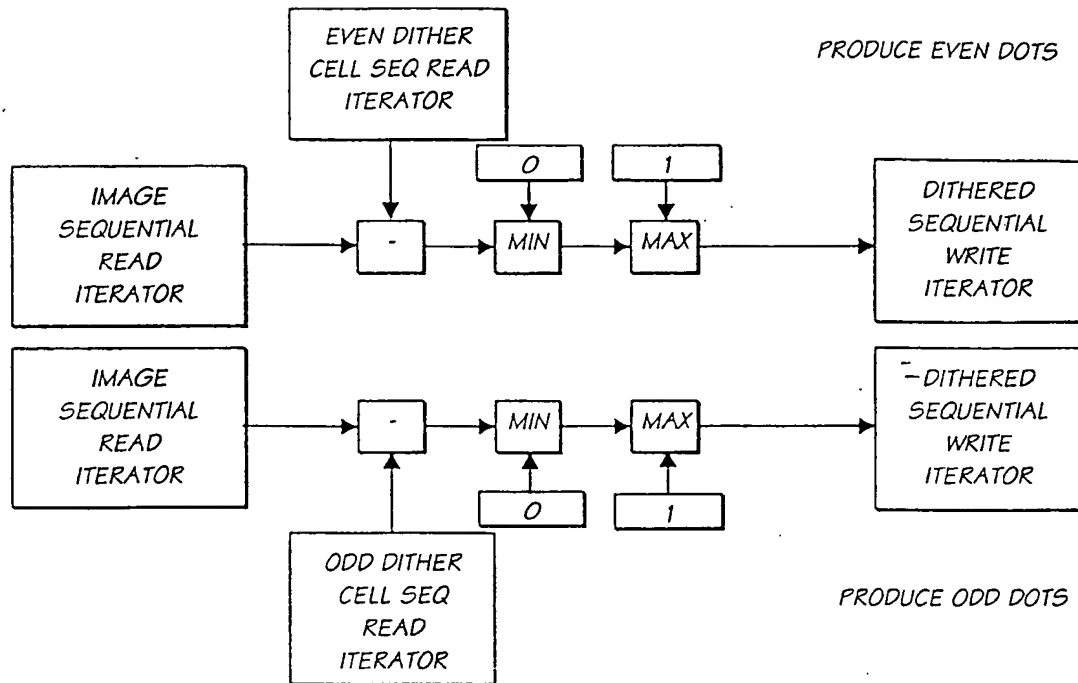 EVEN DITHER
CELL SEQ READ
ITERATOR
PRODUCE EVEN DOTS
IMAGE
SEQUENTIAL
READ
ITERATOR
-
0
MIN
1
MAX
DITHERED
SEQUENTIAL
WRITE
ITERATOR
IMAGE
SEQUENTIAL
READ
ITERATOR
-
MIN
0
MAX
1
DITHERED
SEQUENTIAL
WRITE
ITERATOR
ODD DITHER
CELL SEQ
READ
ITERATOR
PRODUCE ODD DOTS